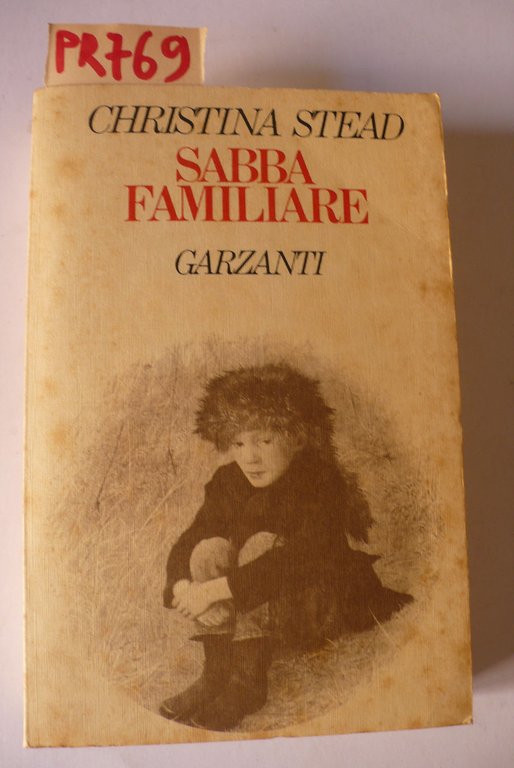 PR769
CHRISTINA STEAD
SABBA
FAMILIARE
GARZANTI